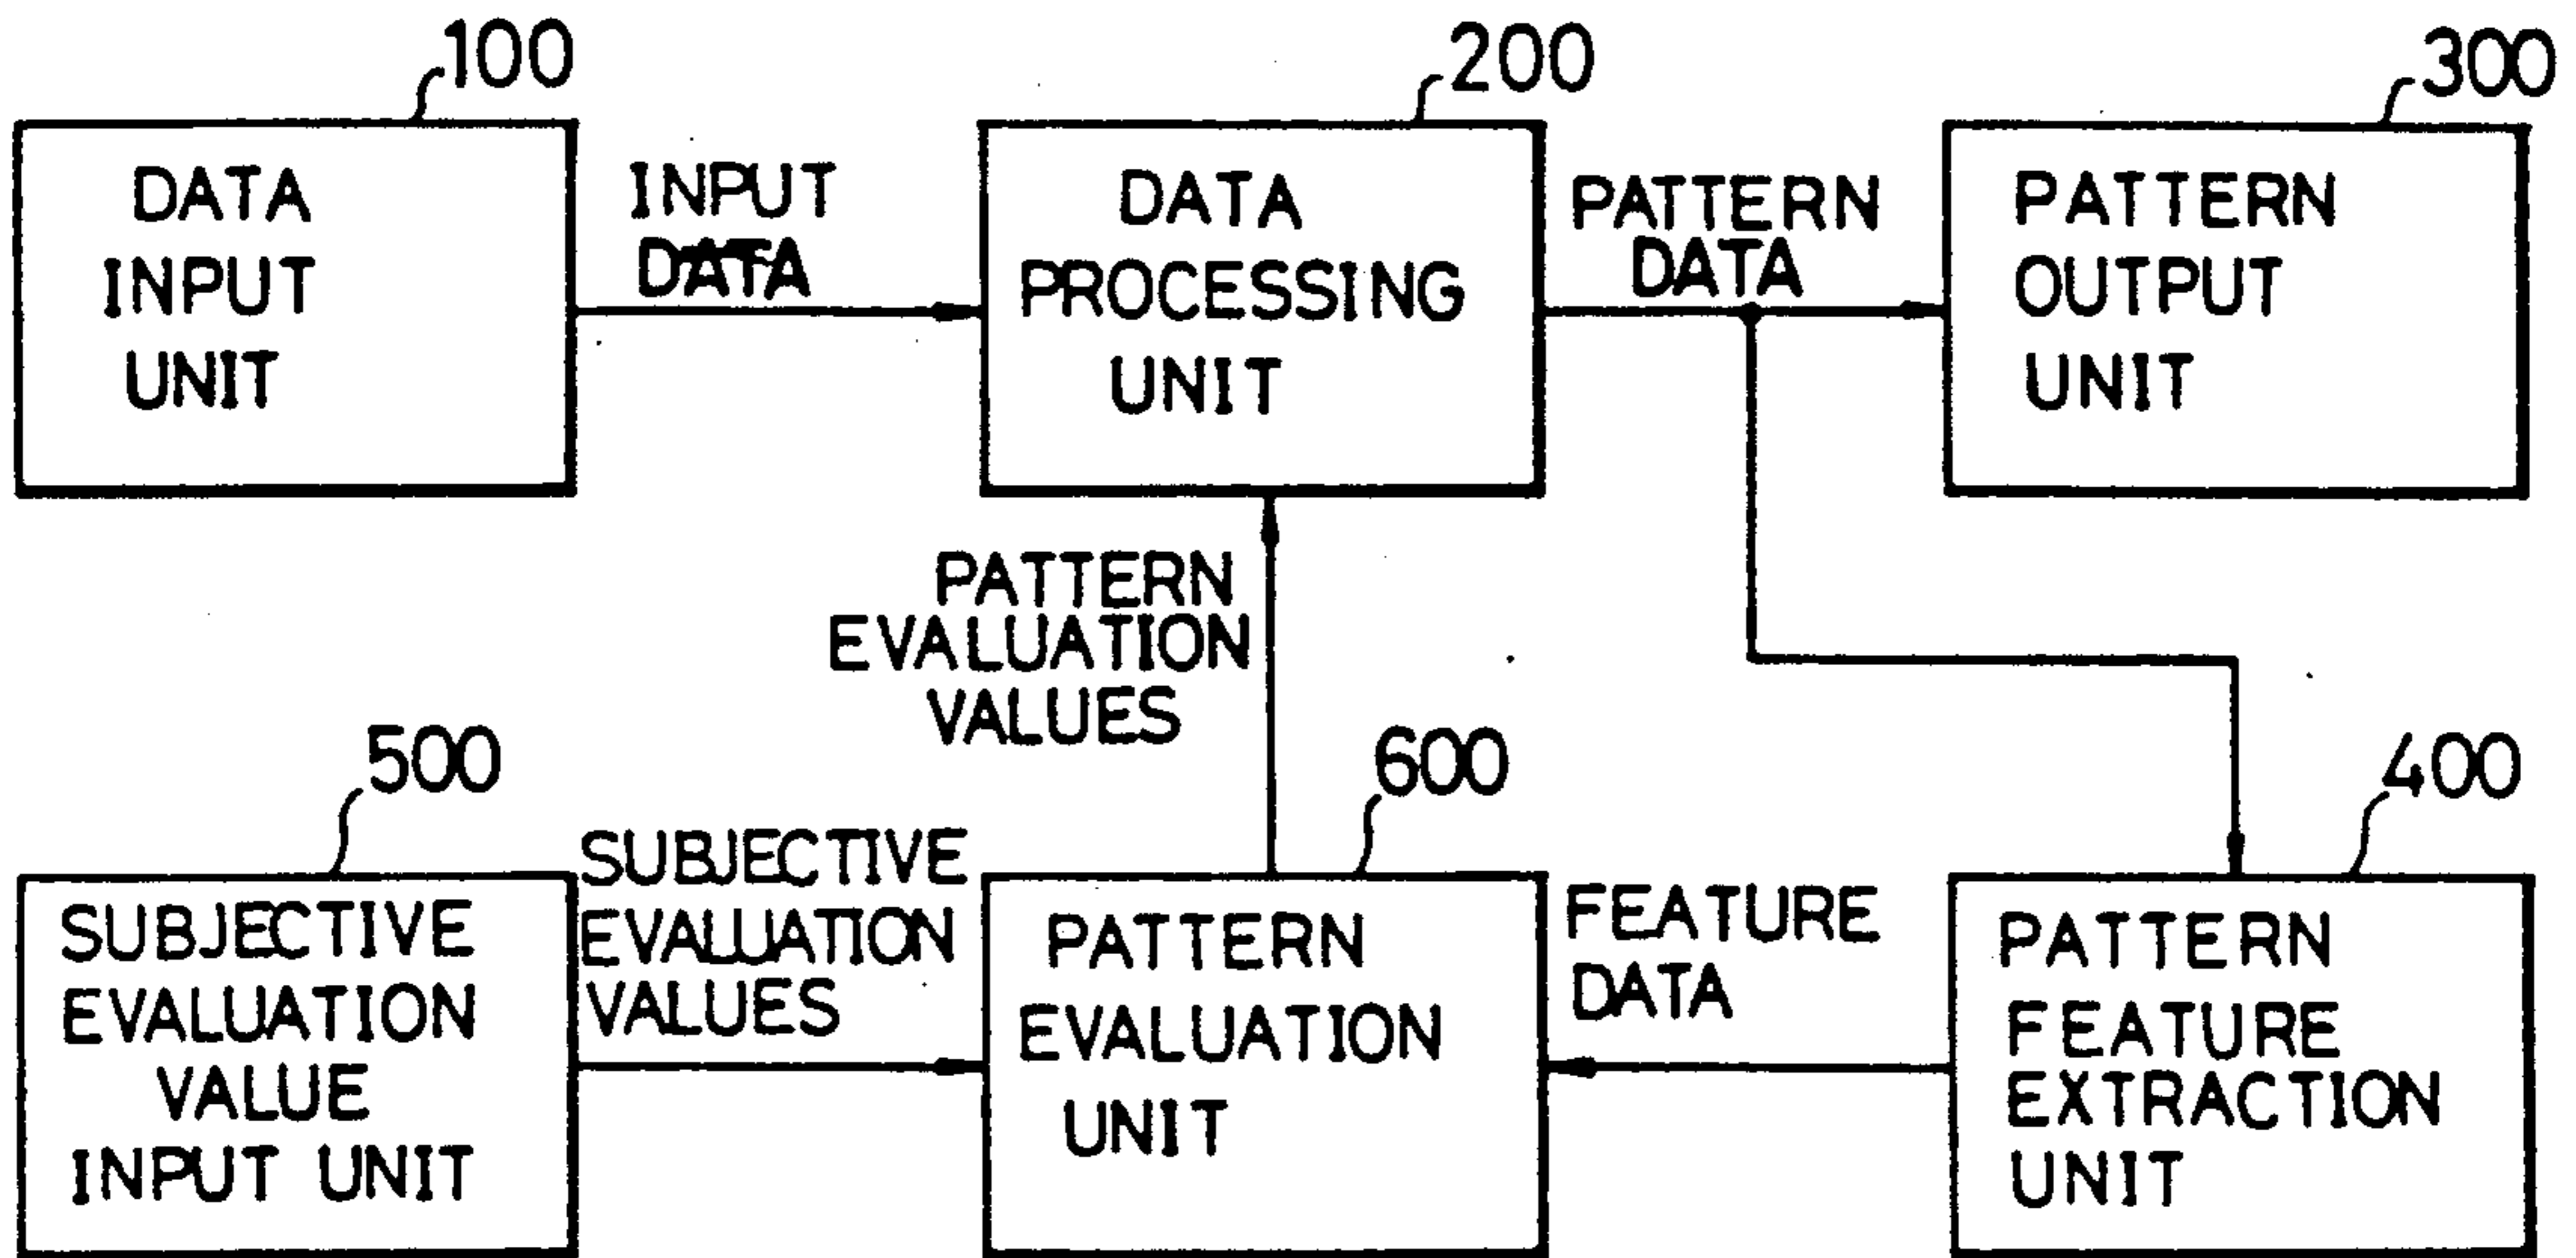 100
200
300
DATA
INPUT
UNIT
INPUT
DATA
DATA
PROCESSING
UNIT
PATTERN
DATA
PATTERN
OUTPUT
UNIT
PATTERN
EVALUATION
VALUES
500
600
400
SUBJECTIVE
EVALUATION
VALUE
INPUT UNIT
SUBJECTIVE
EVALUATION
VALUES
PATTERN
EVALUATION
UNIT
FEATURE
DATA
PATTERN
FEATURE
EXTRACTION
UNIT